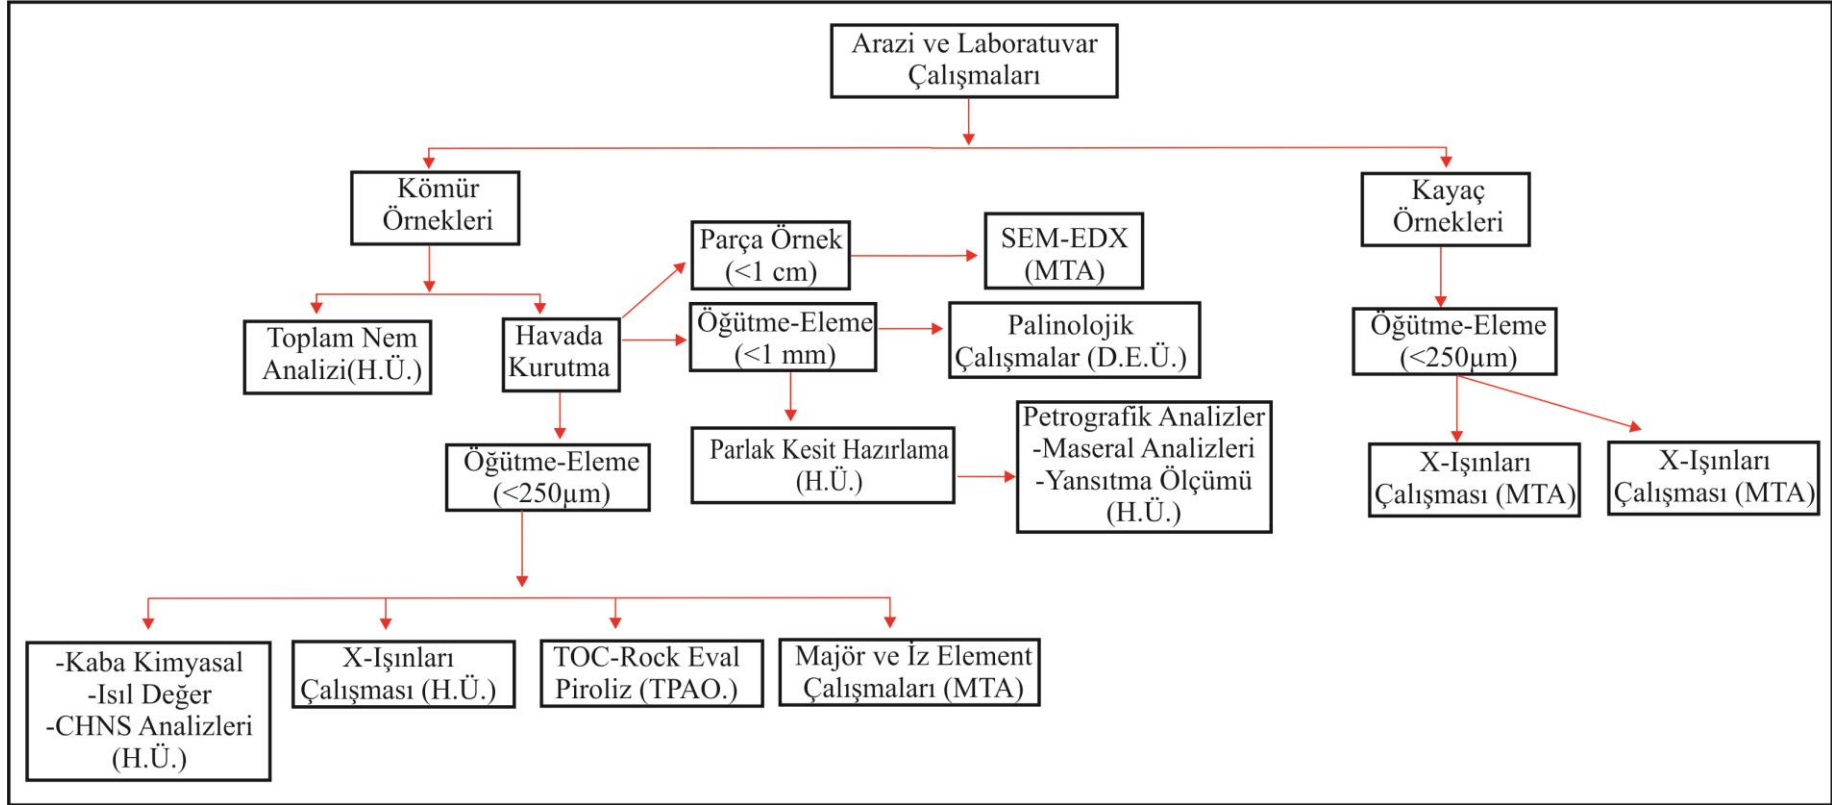 Arazi ve Laboratuvar
Çalışmaları
Kömür
Örnekleri
Kayaç
Örnekleri
Parça Örnek
(<1 cm)
SEM-EDX
(MTA)
Toplam Nem
Analizi(H.Ü.)
Havada
Kurutma
Öğütme-Eleme
(<1 mm)
Palinolojik
Çalışmalar (D.E.Ü.)
Öğütme-Eleme
(<250µm)
Öğütme-Eleme
(<250µm)
Parlak Kesit Hazırlama
(H.Ü.)
Petrografik Analizler
-Maseral Analizleri
-Yansıtma Ölçümü
(H.Ü.)
X-Işınları
Çalışması (MTA)
X-Işınları
Çalışması (MTA)
-Kaba Kimyasal
-Isıl Değer
-CHNS Analizleri
(H.Ü.)
X-Işınları
Çalışması (H.Ü.)
TOC-Rock Eval
Piroliz (TPAO.)
Majör ve İz Element
Çalışmaları (MTA)